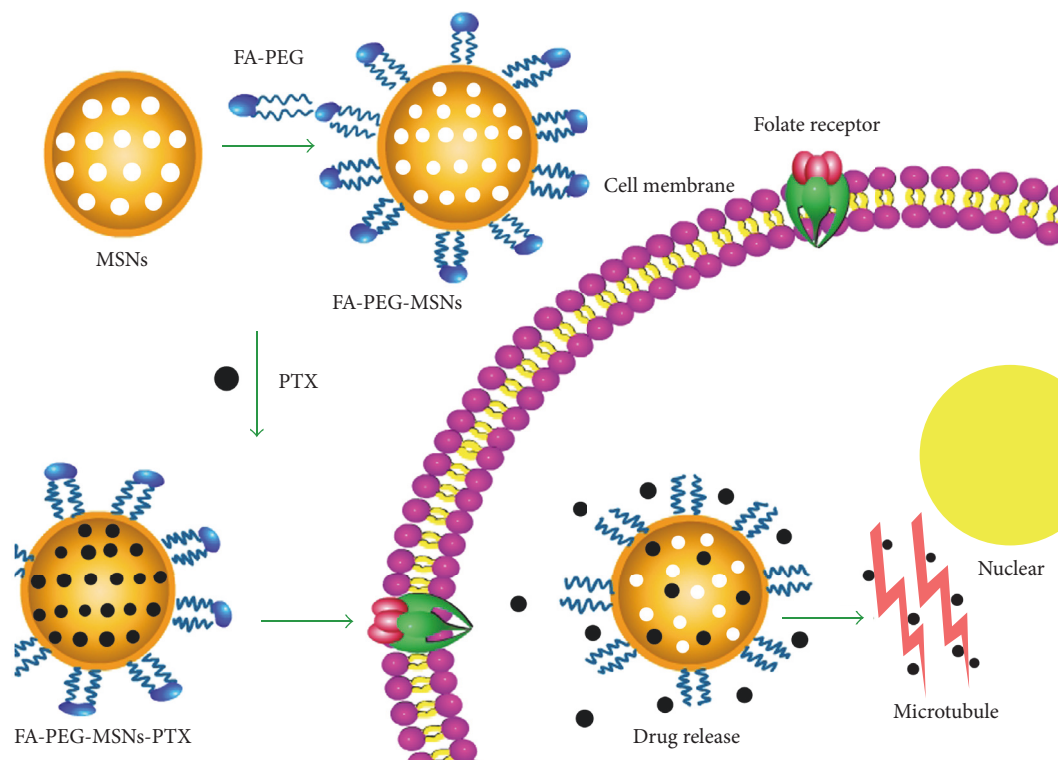 FA-PEG
MSNs
FA-PEG-MSNs
Folate receptor
Cell membrane
PTX
FA-PEG-MSNs-PTX
Drug release
Nuclear
Microtubule